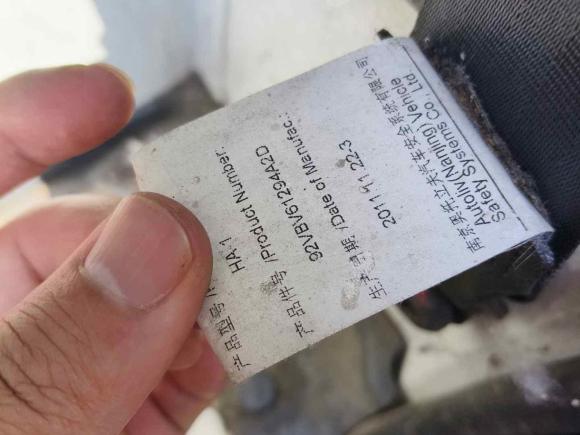 南京奥托立夫汽车安全系统有限公司
Autoliv (Nanjing) Vehicle
Safety Systems Co., Ltd
生产日期 /Date of Manufac...
2011.11.22-3
产品件号 /Product Number:
92VBV61294A2D
产品型号 /
HA.1